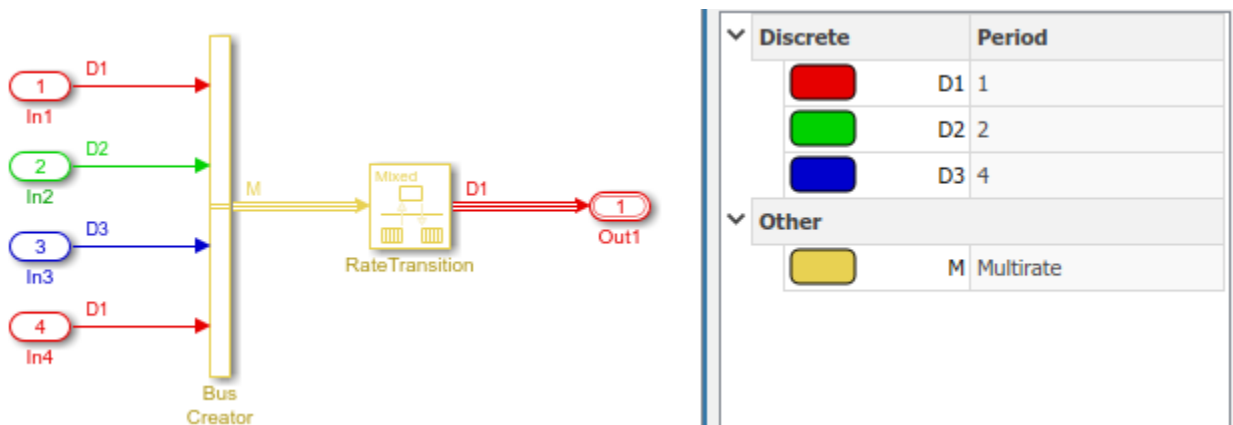 D1
1
In1
D2
2
In2
D3
3
In3
D1
4
In4
Bus
Creator
M
Mixed
RateTransition
D1
1
Out1
Discrete Period
D1 1
D2 2
D3 4
Other
M Multirate